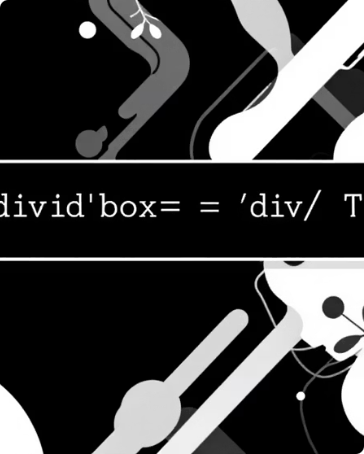 divid'box= = 'div/ T